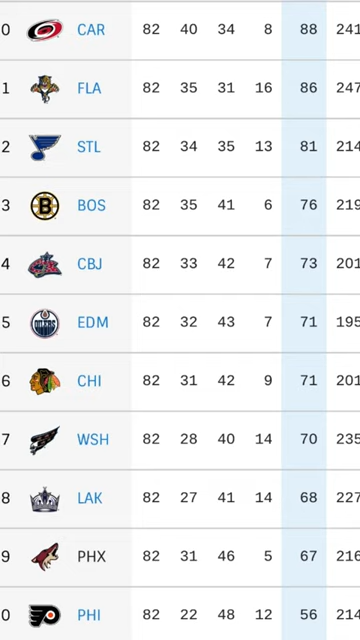 0 CAR 82 40 34 8 88 241
1 FLA 82 35 31 16 86 247
2 STL 82 34 35 13 81 214
3 B BOS 82 35 41 6 76 219
4 CBJ 82 33 42 7 73 201
5 OILERS EDM 82 32 43 7 71 195
6 CHI 82 31 42 9 71 201
7 WSH 82 28 40 14 70 235
8 LAK 82 27 41 14 68 227
9 PHX 82 31 46 5 67 216
0 PHI 82 22 48 12 56 214